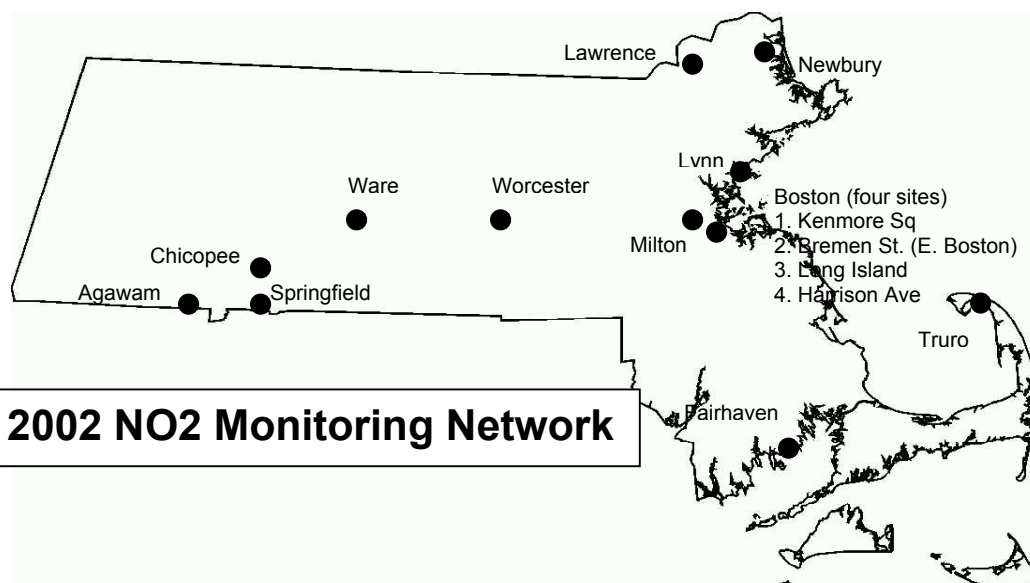 Lawrence
Newbury
Lynn
Ware
Worcester
Boston (four sites)
1. Kenmore Sq
2. Bremen St. (E. Boston)
3. Long Island
4. Harrison Ave
Milton
Chicopee
Agawam
Springfield
Truro
Fairhaven
2002 NO2 Monitoring Network